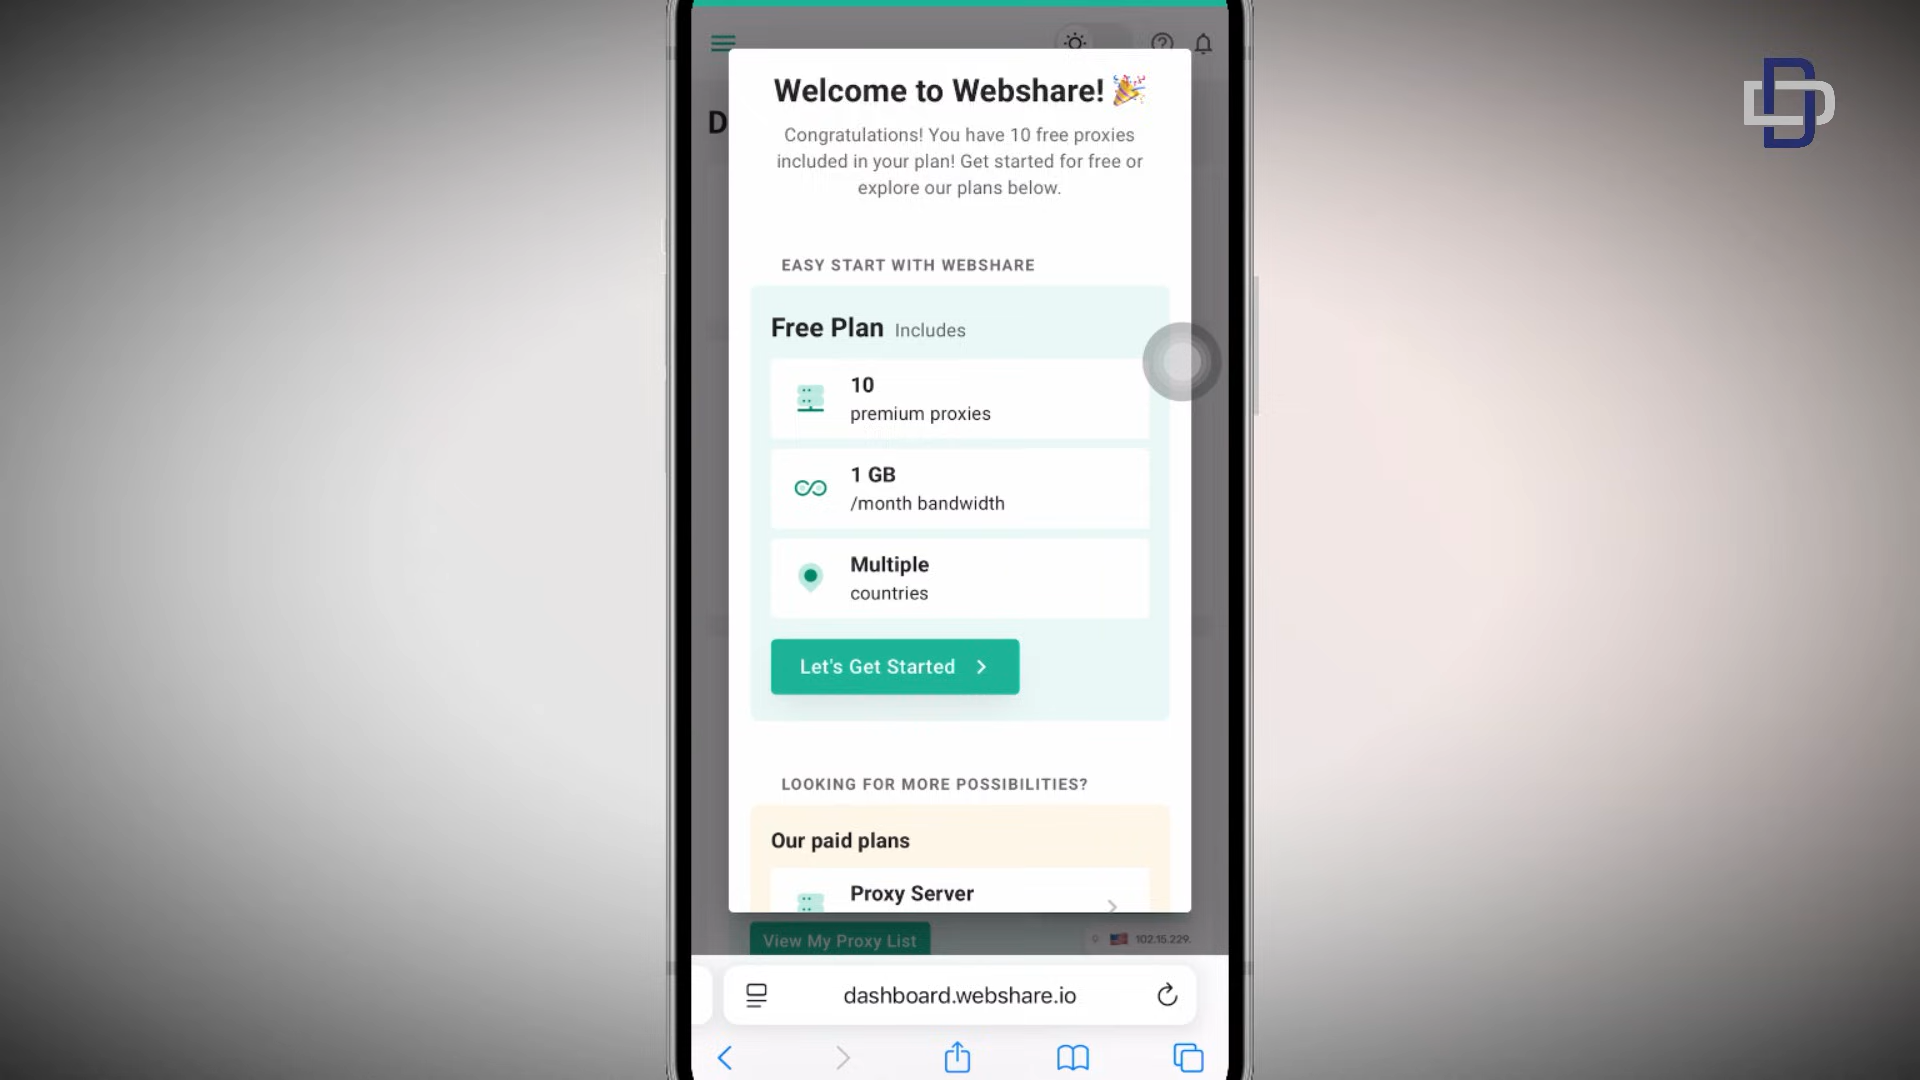 Welcome to Webshare! 🎉
Congratulations! You have 10 free proxies
included in your plan! Get started for free or
explore our plans below.
EASY START WITH WEBSHARE
Free Plan Includes
10
premium proxies
1 GB
/month bandwidth
Multiple
countries
Let's Get Started
LOOKING FOR MORE POSSIBILITIES?
Our paid plans
Proxy Server
View My Proxy List
102.15.229.
dashboard.webshare.io